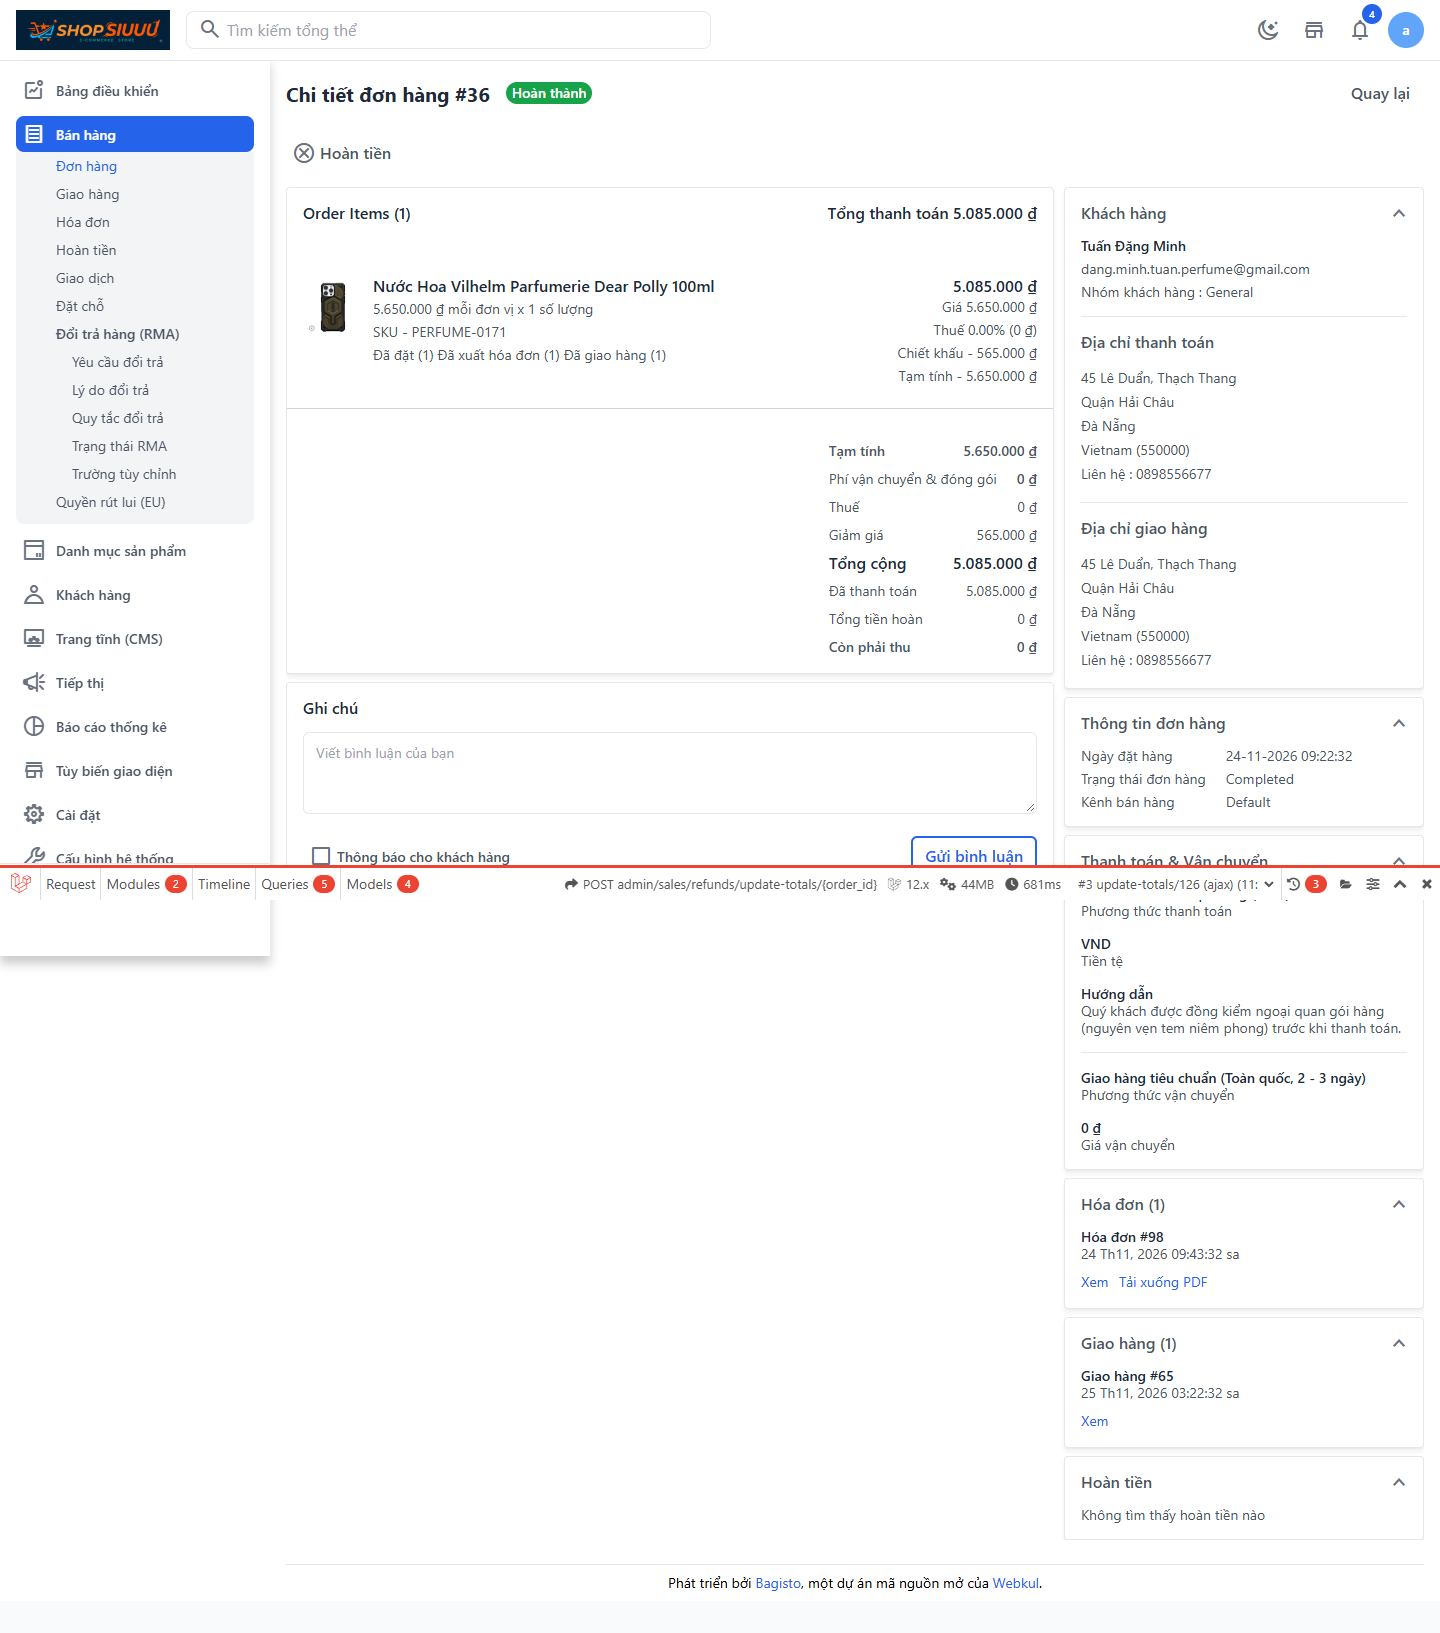 SHOP SIUUU
E-COMMERCE STORE
Tìm kiếm tổng thể
4
a
Bảng điều khiển
Bán hàng
Đơn hàng
Giao hàng
Hóa đơn
Hoàn tiền
Giao dịch
Đặt chỗ
Đổi trả hàng (RMA)
Yêu cầu đổi trả
Lý do đổi trả
Quy tắc đổi trả
Trạng thái RMA
Trường tùy chỉnh
Quyền rút lui (EU)
Danh mục sản phẩm
Khách hàng
Trang tĩnh (CMS)
Tiếp thị
Báo cáo thống kê
Tùy biến giao diện
Cài đặt
Cấu hình hệ thống
Chi tiết đơn hàng #36
Hoàn thành
Quay lại
Hoàn tiền
Order Items (1)
Tổng thanh toán 5.085.000 ₫
Nước Hoa Vilhelm Parfumerie Dear Polly 100ml
5.650.000 ₫ mỗi đơn vị x 1 số lượng
SKU - PERFUME-0171
Đã đặt (1) Đã xuất hóa đơn (1) Đã giao hàng (1)
5.085.000 ₫
Giá 5.650.000 ₫
Thuế 0.00% (0 ₫)
Chiết khấu - 565.000 ₫
Tạm tính - 5.650.000 ₫
Tạm tính 5.650.000 ₫
Phí vận chuyển & đóng gói 0 ₫
Thuế 0 ₫
Giảm giá 565.000 ₫
Tổng cộng 5.085.000 ₫
Đã thanh toán 5.085.000 ₫
Tổng tiền hoàn 0 ₫
Còn phải thu 0 ₫
Ghi chú
Viết bình luận của bạn
Thông báo cho khách hàng
Gửi bình luận
Khách hàng
Tuấn Đặng Minh
dang.minh.tuan.perfume@gmail.com
Nhóm khách hàng : General
Địa chỉ thanh toán
45 Lê Duẩn, Thạch Thang
Quận Hải Châu
Đà Nẵng
Vietnam (550000)
Liên hệ : 0898556677
Địa chỉ giao hàng
45 Lê Duẩn, Thạch Thang
Quận Hải Châu
Đà Nẵng
Vietnam (550000)
Liên hệ : 0898556677
Thông tin đơn hàng
Ngày đặt hàng 24-11-2026 09:22:32
Trạng thái đơn hàng Completed
Kênh bán hàng Default
Thanh toán & Vận chuyển
Request
Modules 2
Timeline
Queries 5
Models 4
POST admin/sales/refunds/update-totals/{order_id}
12.x
44MB
681ms
#3 update-totals/126 (ajax) (11:
3
Phương thức thanh toán
VND
Tiền tệ
Hướng dẫn
Quý khách được đồng kiểm ngoại quan gói hàng
(nguyên vẹn tem niêm phong) trước khi thanh toán.
Giao hàng tiêu chuẩn (Toàn quốc, 2 - 3 ngày)
Phương thức vận chuyển
0 ₫
Giá vận chuyển
Hóa đơn (1)
Hóa đơn #98
24 Th11, 2026 09:43:32 sa
Xem Tải xuống PDF
Giao hàng (1)
Giao hàng #65
25 Th11, 2026 03:22:32 sa
Xem
Hoàn tiền
Không tìm thấy hoàn tiền nào
Phát triển bởi Bagisto, một dự án mã nguồn mở của Webkul.